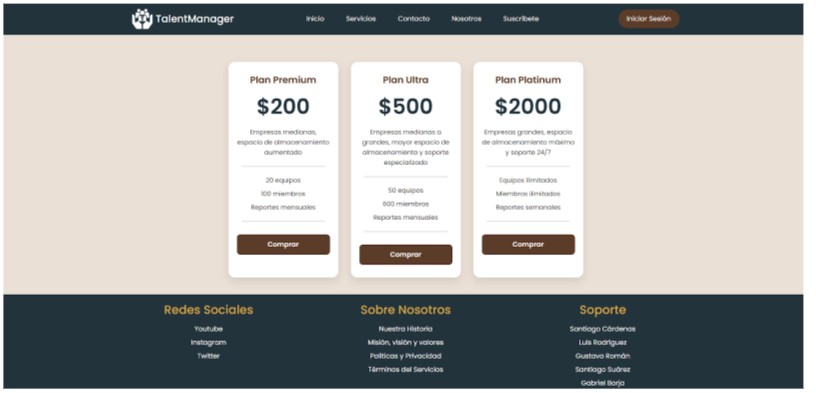 TalentManager
Inicio
Servicios
Contacto
Nosotros
Suscribete
Iniciar Sesión
Plan Premium
$200
Empresas medianas,
espacio de almacenamiento
aumentado
20 equipos
100 miembros
Reportes mensuales
Comprar
Plan Ultra
$500
Empresas medianas a
grandes, mayor espacio de
almacenamiento y soporte
especializado
50 equipos
600 miembros
Reportes mensuales
Comprar
Plan Platinum
$2000
Empresas grandes, espacio
de almacenamiento máximo
y soporte 24/7
Equipos ilimitados
Miembros ilimitados
Reportes semanales
Comprar
Redes Sociales
Youtube
Instagram
Twitter
Sobre Nosotros
Nuestra Historia
Misión, visión y valores
Políticas y Privacidad
Términos del Servicios
Soporte
Santiago Cárdenas
Luis Rodríguez
Gustavo Román
Santiago Suárez
Gabriel Borja